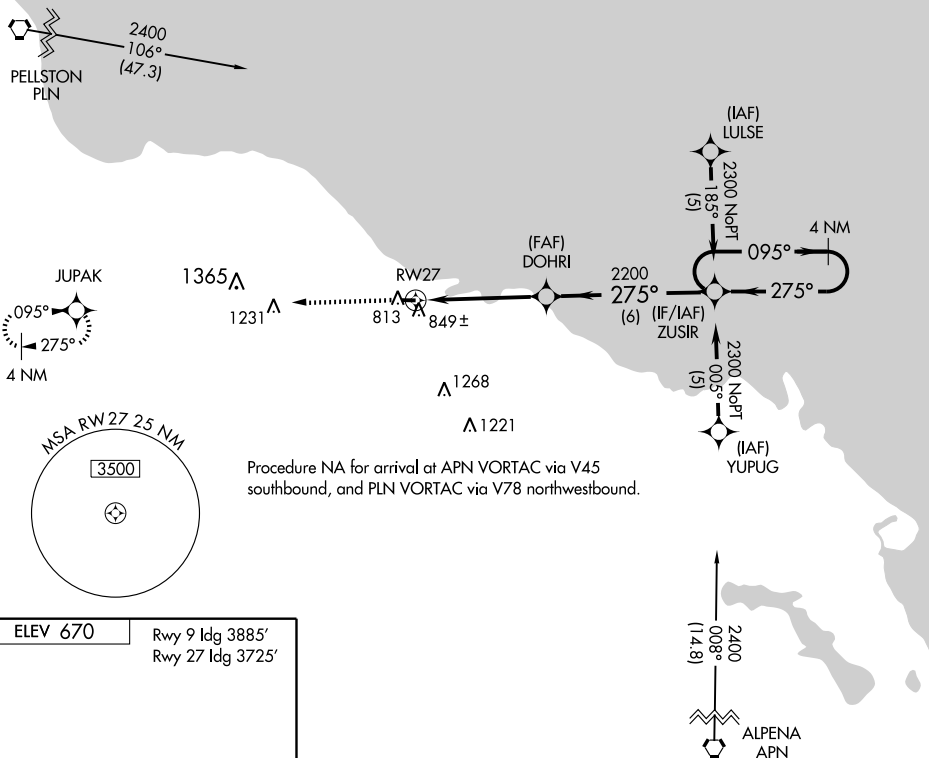 2400
106°
(47.3)
PELLSTON
PLN
(IAF)
LULSE
2300 NoPT
185°
(5)
4 NM
095°
275°
(FAF)
DOHRI
2200
275°
(6)
(IF/IAF)
ZUSIR
JUPAK
095°
275°
4 NM
1365
1231
RW27
813
849±
1268
1221
2300 NoPT
005°
(5)
(IAF)
YUPUG
MSA RW27 25 NM
3500
Procedure NA for arrival at APN VORTAC via V45
southbound, and PLN VORTAC via V78 northwestbound.
ELEV 670
Rwy 9 ldg 3885'
Rwy 27 ldg 3725'
2400
008°
(14.8)
ALPENA
APN